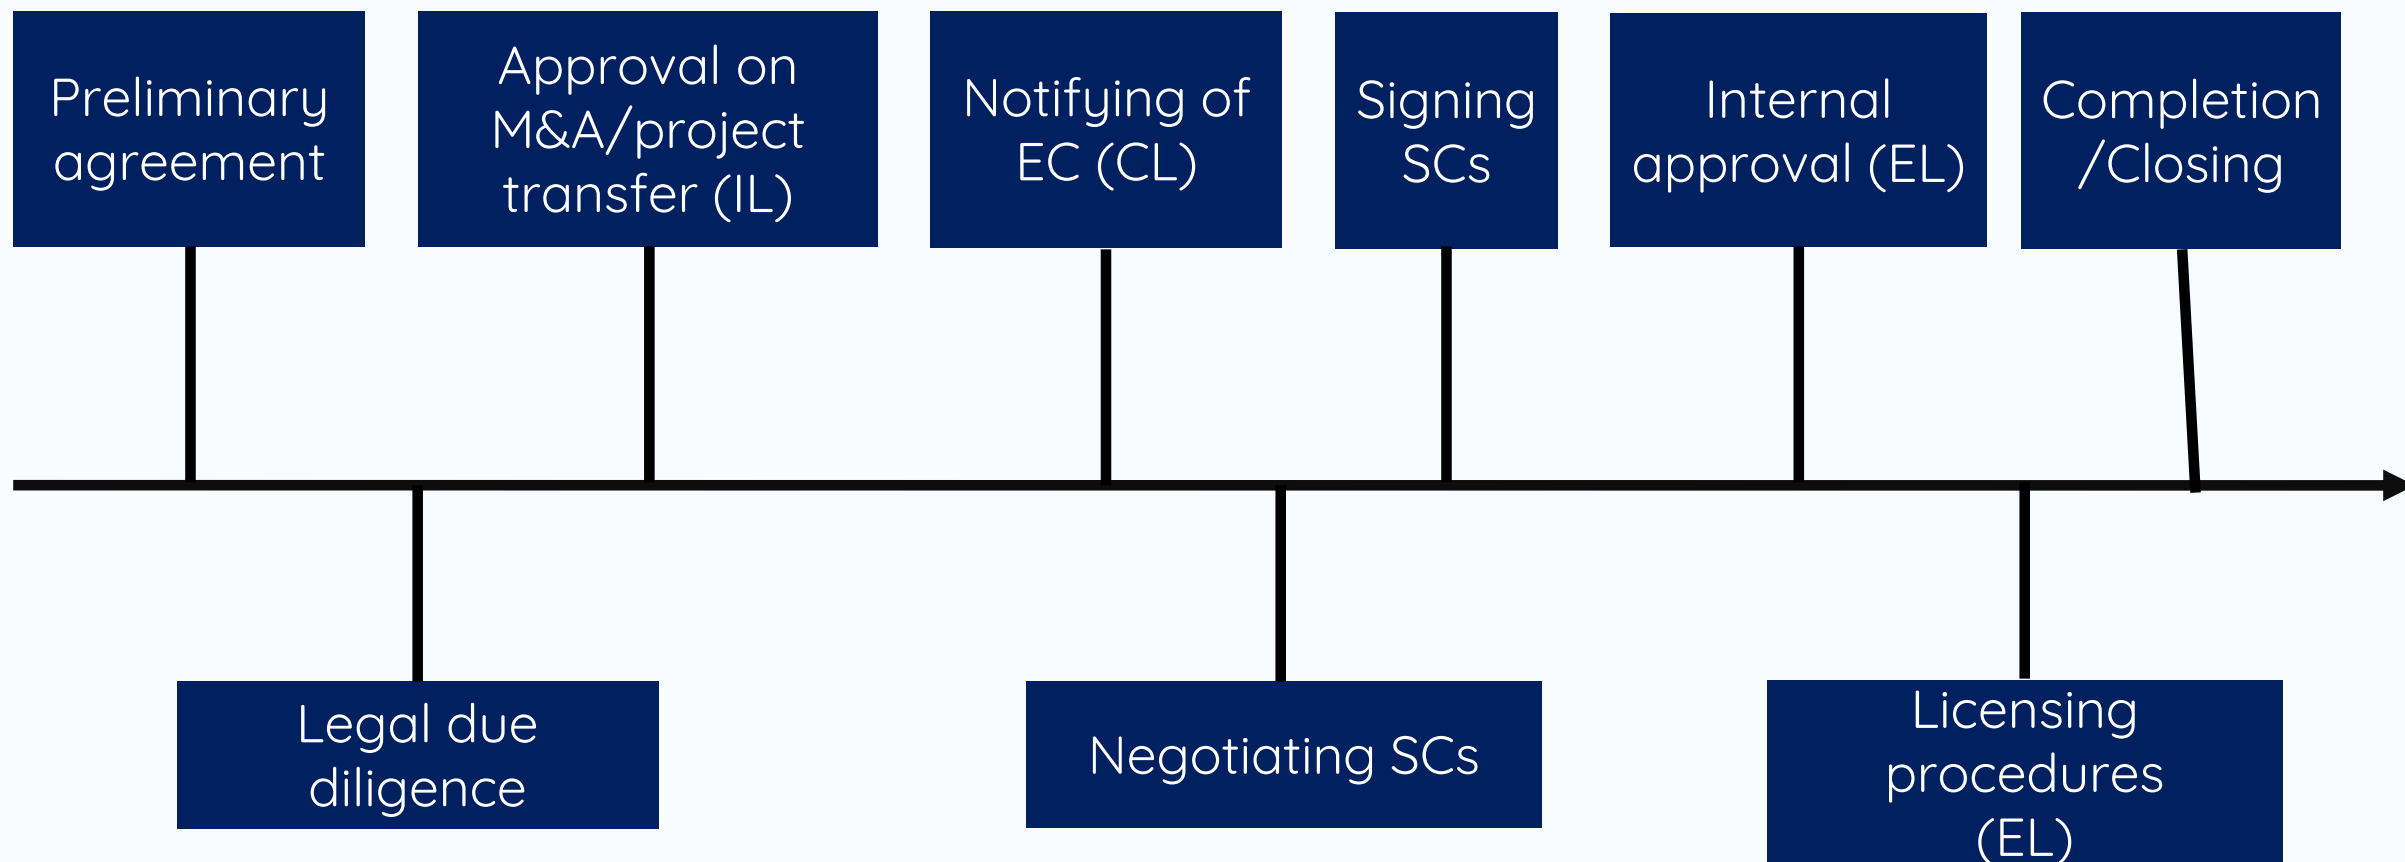 Preliminary
agreement
Approval on
M&A/project
transfer (IL)
Notifying of
EC (CL)
Signing
SCs
Internal
approval (EL)
Completion
/Closing
Legal due
diligence
Negotiating SCs
Licensing
procedures
(EL)